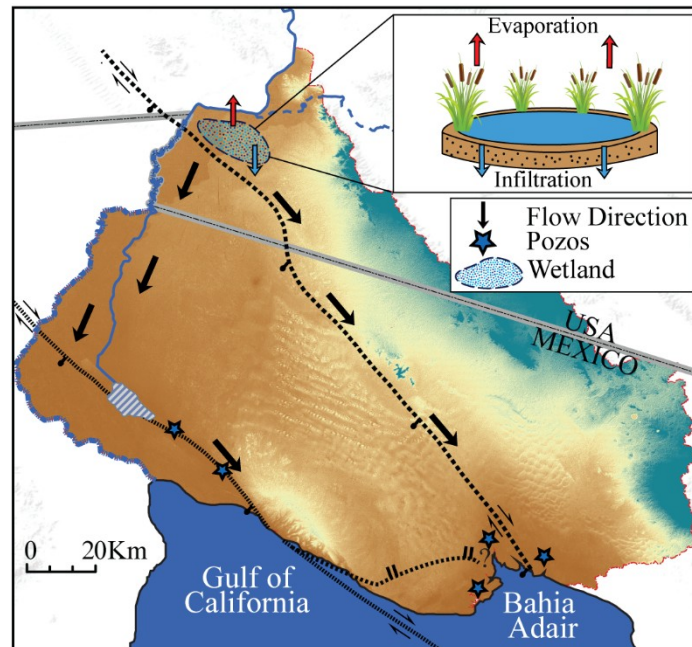 Evaporation
Infiltration
Flow Direction
Pozos
Wetland
USA
MEXICO
?
0 20Km
Gulf of
California
Bahia
Adair